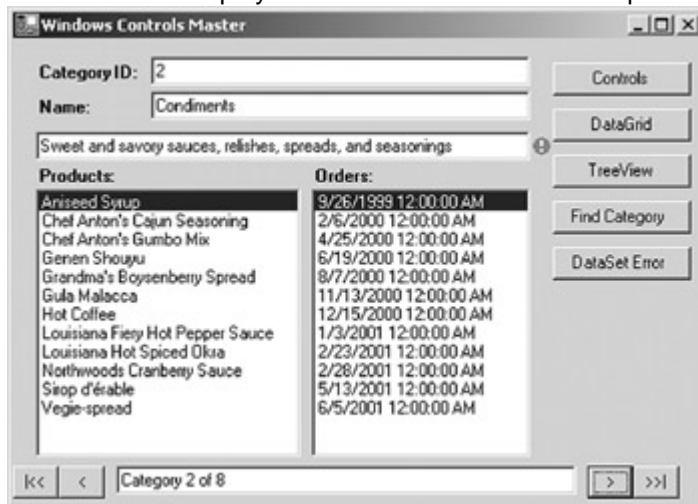 Windows Controls Master
Category ID: 2
Name: Condiments
Sweet and savory sauces, relishes, spreads, and seasonings
Products:
Aniseed Syrup
Chef Anton's Cajun Seasoning
Chef Anton's Gumbo Mix
Genen Shouyu
Grandma's Boysenberry Spread
Gula Malacca
Hot Coffee
Louisiana Fiery Hot Pepper Sauce
Louisiana Hot Spiced Okra
Northwoods Cranberry Sauce
Sirop d'érable
Vegie-spread
Orders:
9/26/1999 12:00:00 AM
2/6/2000 12:00:00 AM
4/25/2000 12:00:00 AM
6/19/2000 12:00:00 AM
8/7/2000 12:00:00 AM
11/13/2000 12:00:00 AM
12/15/2000 12:00:00 AM
1/3/2001 12:00:00 AM
2/23/2001 12:00:00 AM
2/28/2001 12:00:00 AM
5/13/2001 12:00:00 AM
6/5/2001 12:00:00 AM
Controls
DataGrid
TreeView
Find Category
DataSet Error
|<< < Category 2 of 8 > >>|